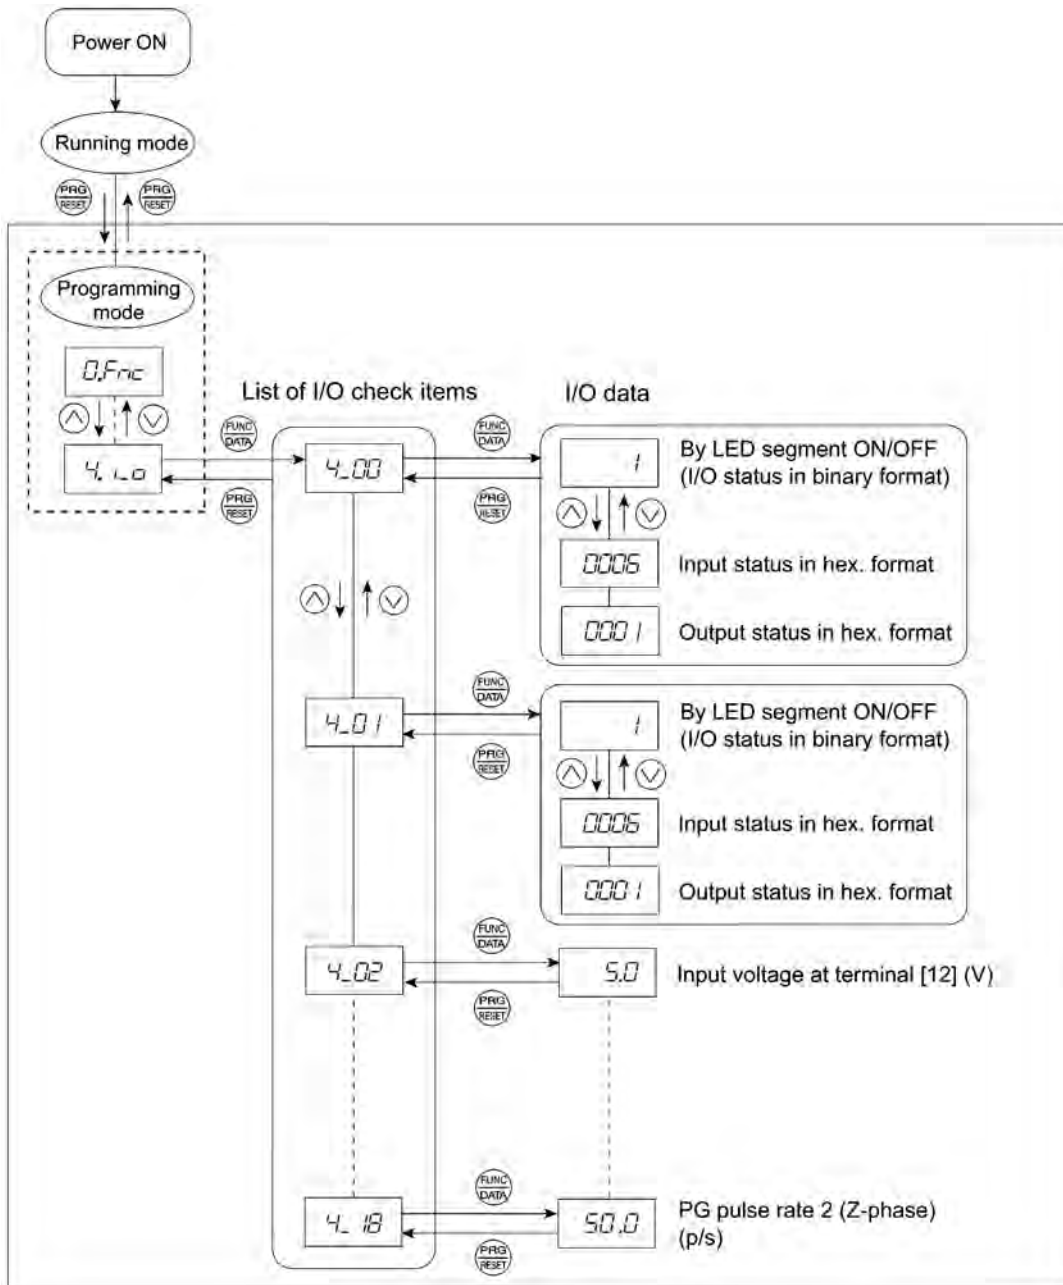 Power ON
Running mode
PRG
RESET
PRG
RESET
Programming
mode
0.Fnc
4.i_o
List of I/O check items
I/O data
FUNC
DATA
PRG
RESET
4_00
FUNC
DATA
PRG
RESET
1
By LED segment ON/OFF
(I/O status in binary format)
0006
Input status in hex. format
0001
Output status in hex. format
4_01
FUNC
DATA
PRG
RESET
1
By LED segment ON/OFF
(I/O status in binary format)
0006
Input status in hex. format
0001
Output status in hex. format
4_02
FUNC
DATA
PRG
RESET
5.0
Input voltage at terminal [12] (V)
4_18
FUNC
DATA
PRG
RESET
50.0
PG pulse rate 2 (Z-phase)
(p/s)